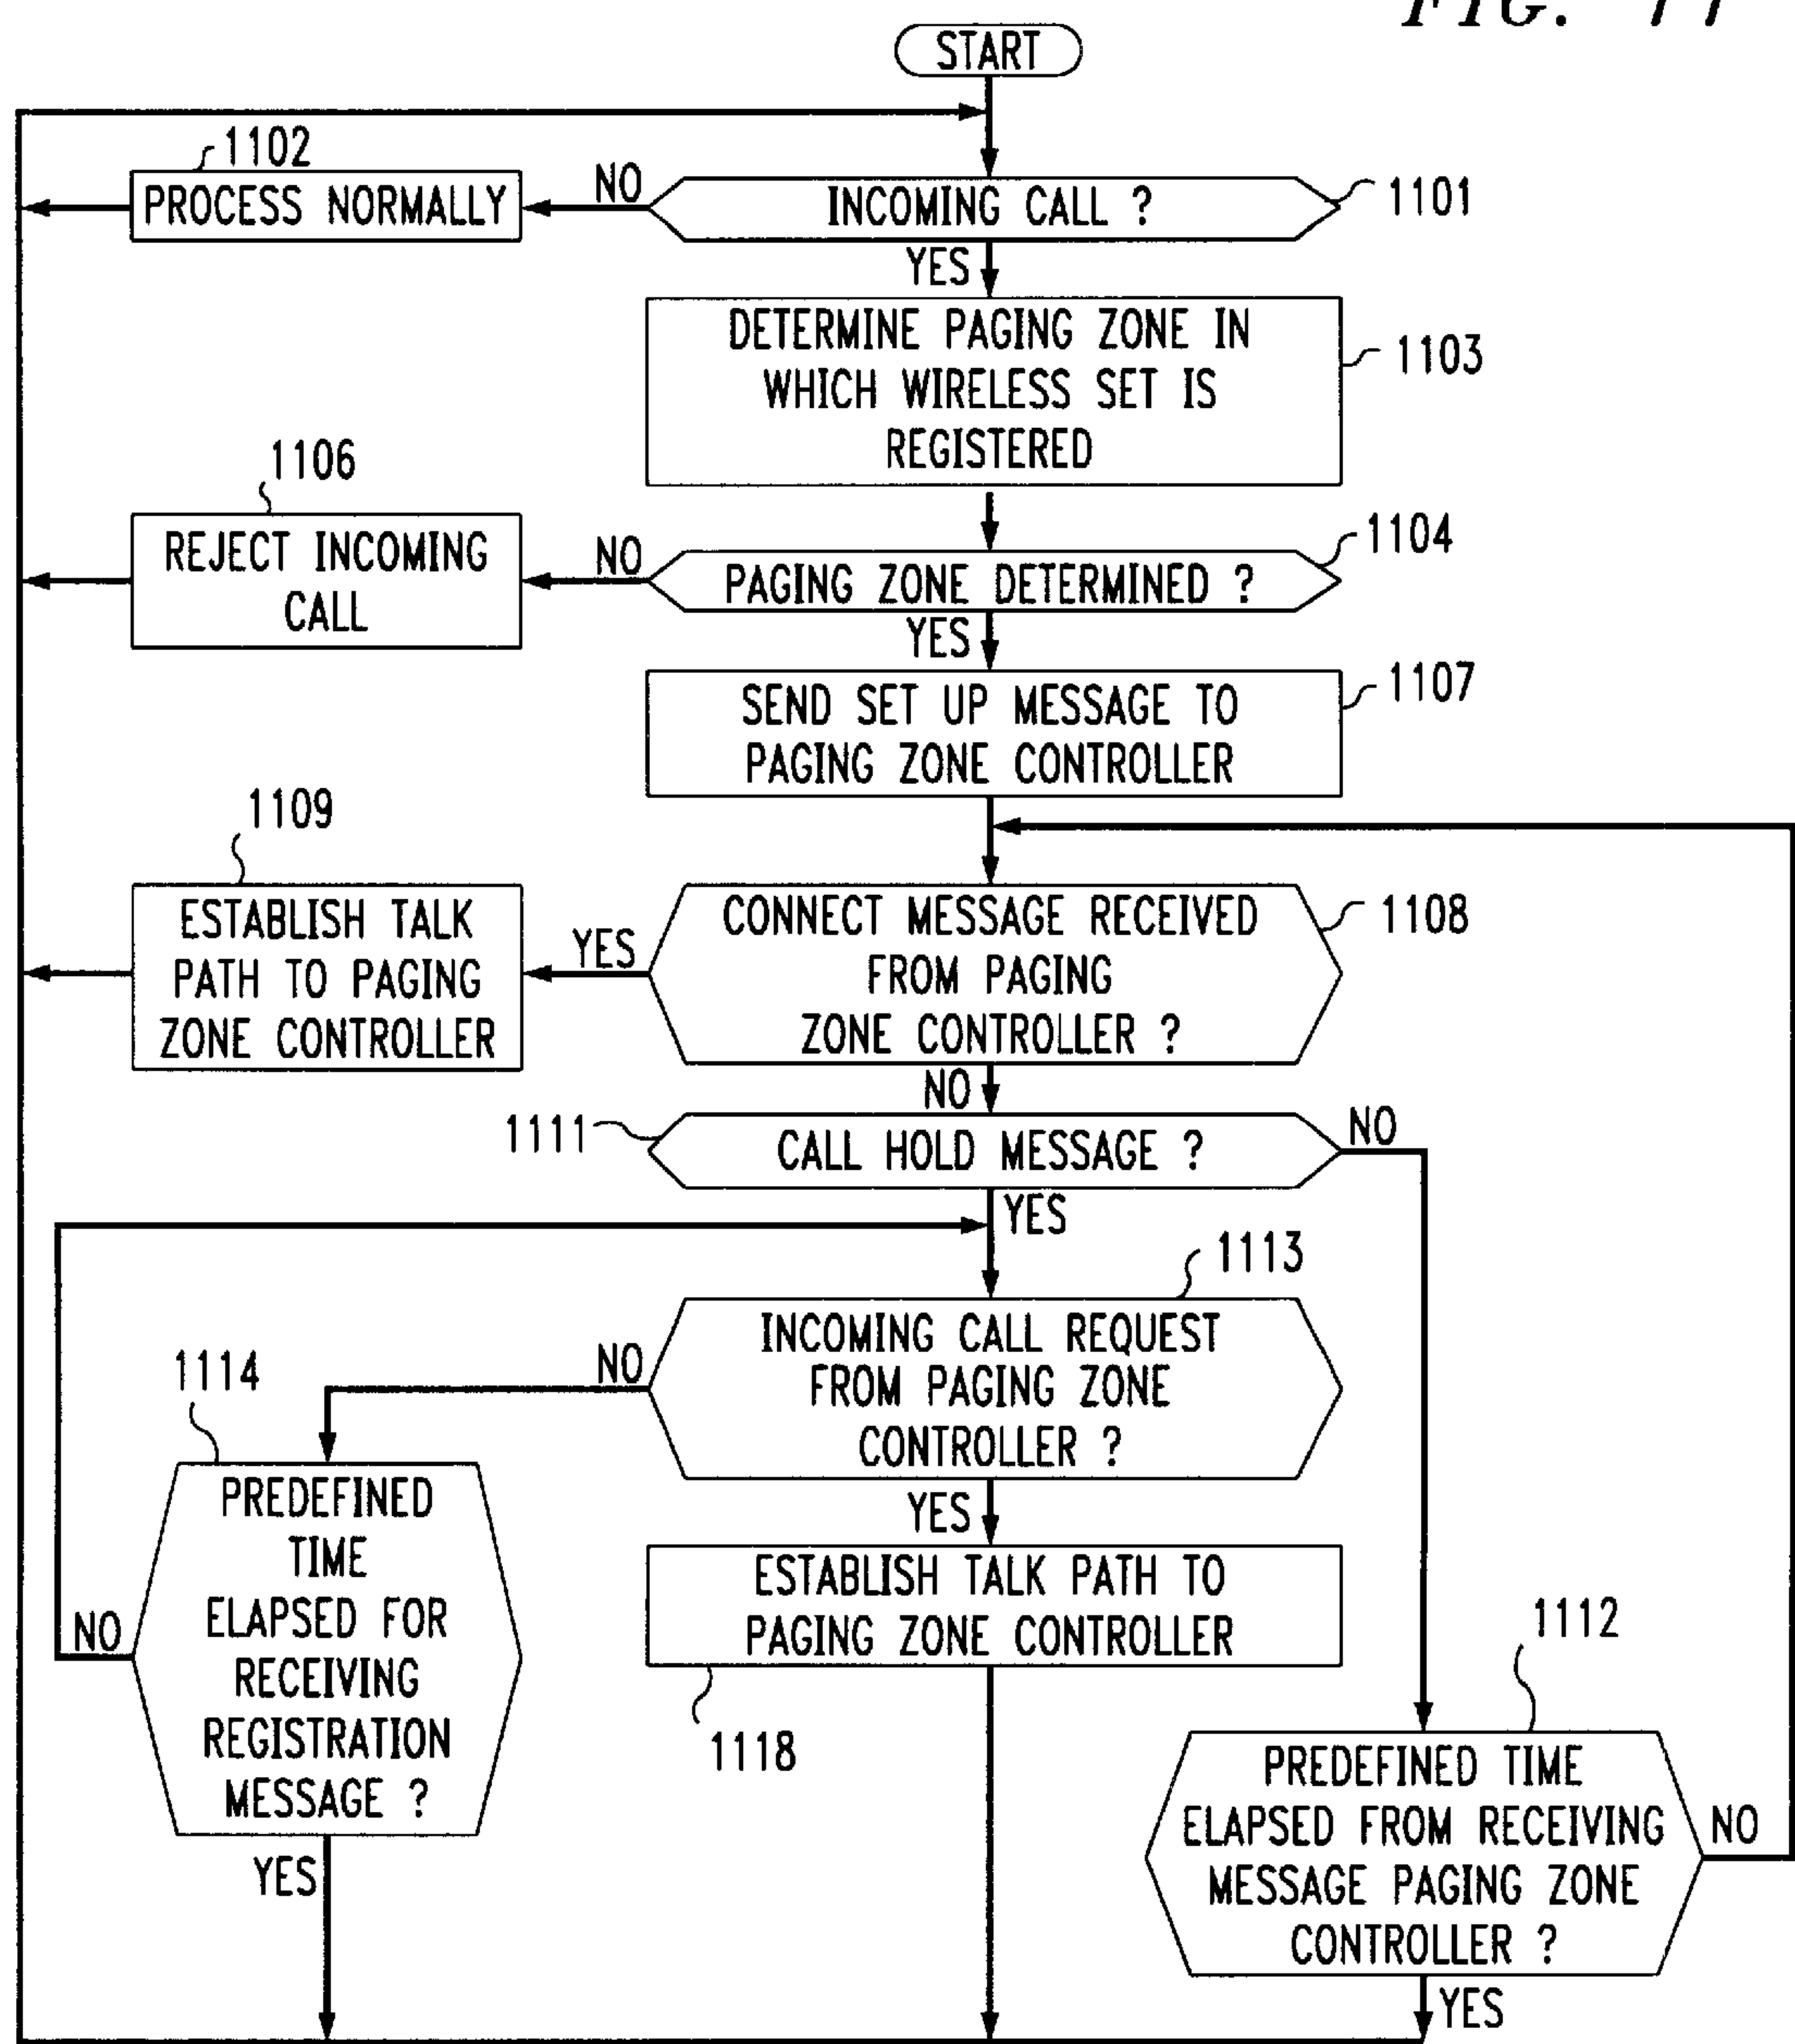 FIG. 11
START
1102
PROCESS NORMALLY
NO
INCOMING CALL ?
1101
YES
DETERMINE PAGING ZONE IN
WHICH WIRELESS SET IS
REGISTERED
1103
1106
REJECT INCOMING
CALL
NO
PAGING ZONE DETERMINED ?
1104
YES
SEND SET UP MESSAGE TO
PAGING ZONE CONTROLLER
1107
1109
ESTABLISH TALK
PATH TO PAGING
ZONE CONTROLLER
YES
CONNECT MESSAGE RECEIVED
FROM PAGING
ZONE CONTROLLER ?
1108
NO
1111
CALL HOLD MESSAGE ?
NO
YES
1113
INCOMING CALL REQUEST
FROM PAGING ZONE
CONTROLLER ?
NO
1114
YES
PREDEFINED
TIME
ELAPSED FOR
RECEIVING
REGISTRATION
MESSAGE ?
NO
YES
ESTABLISH TALK PATH TO
PAGING ZONE CONTROLLER
1118
1112
PREDEFINED TIME
ELAPSED FROM RECEIVING
MESSAGE PAGING ZONE
CONTROLLER ?
NO
YES